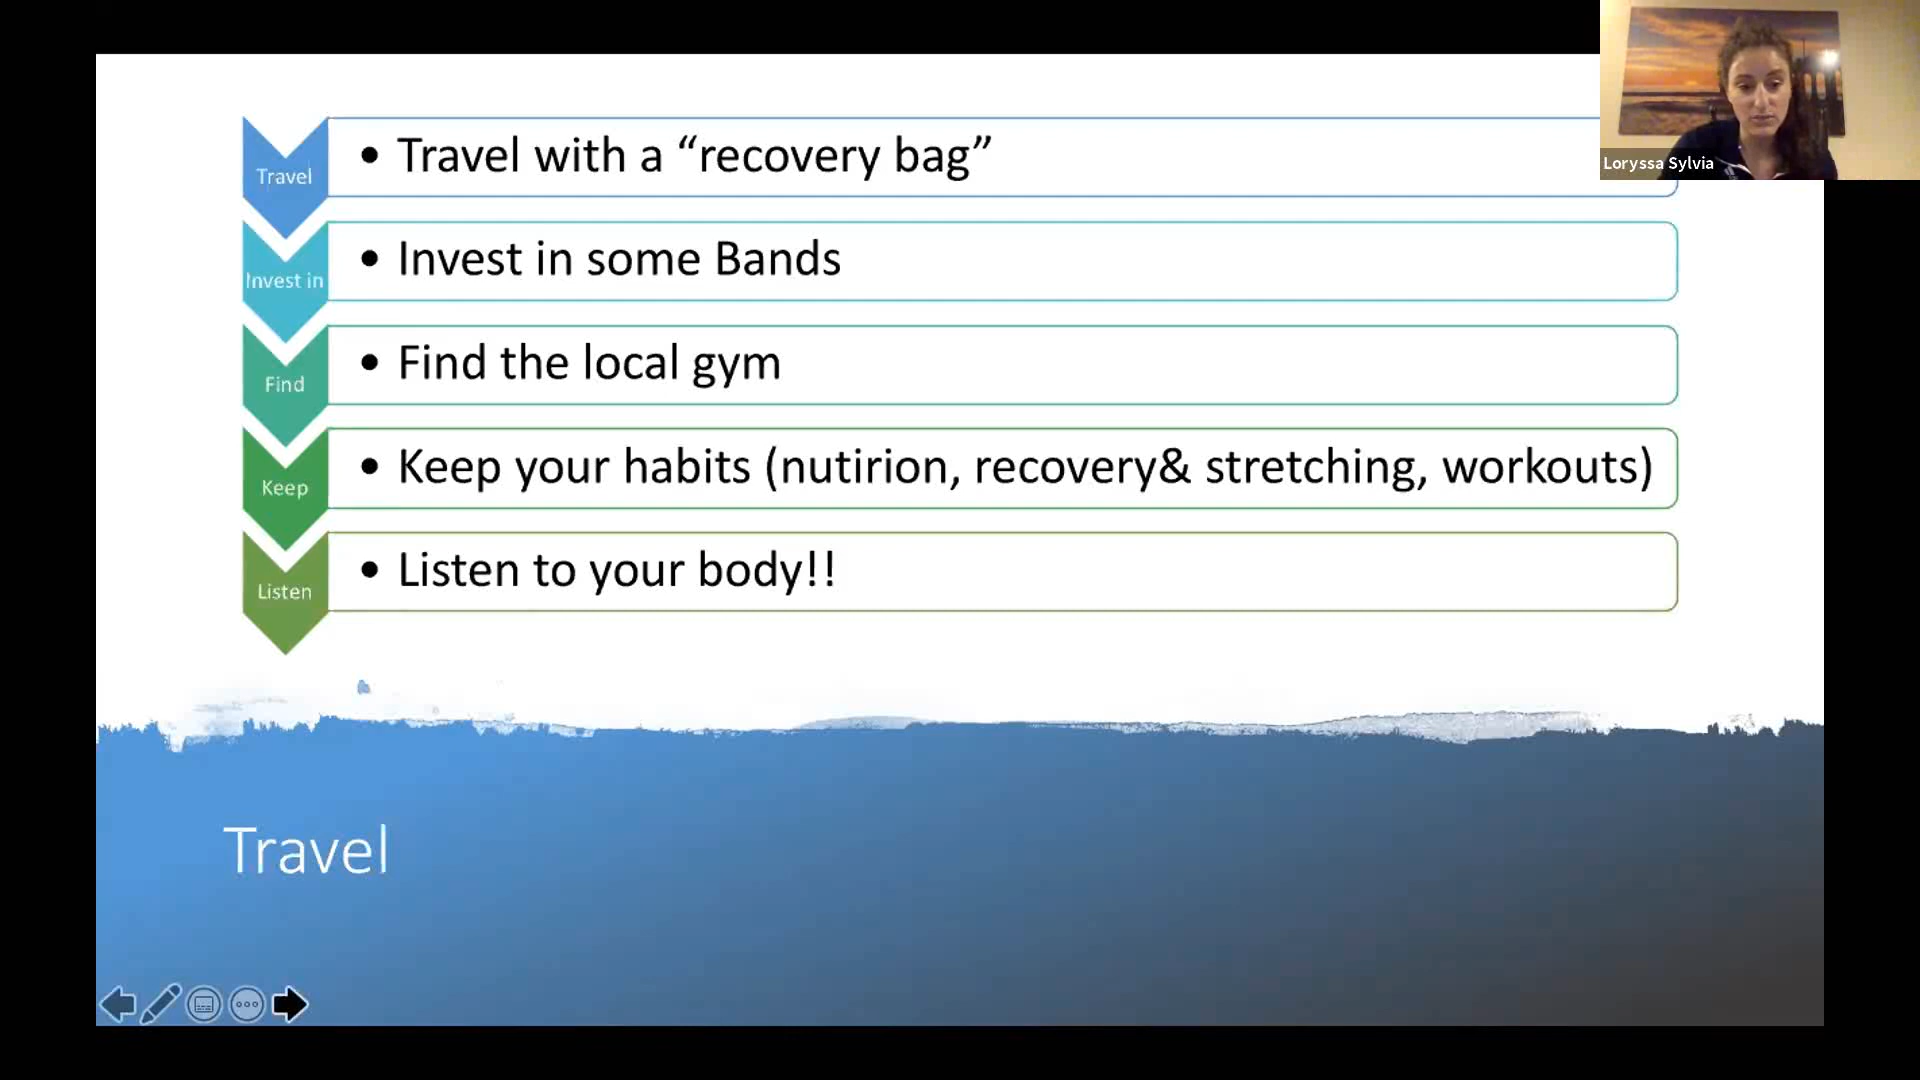 Travel
• Travel with a “recovery bag”
Invest in
• Invest in some Bands
Find
• Find the local gym
Keep
• Keep your habits (nutirion, recovery& stretching, workouts)
Listen
• Listen to your body!!
Travel
Loryssa Sylvia